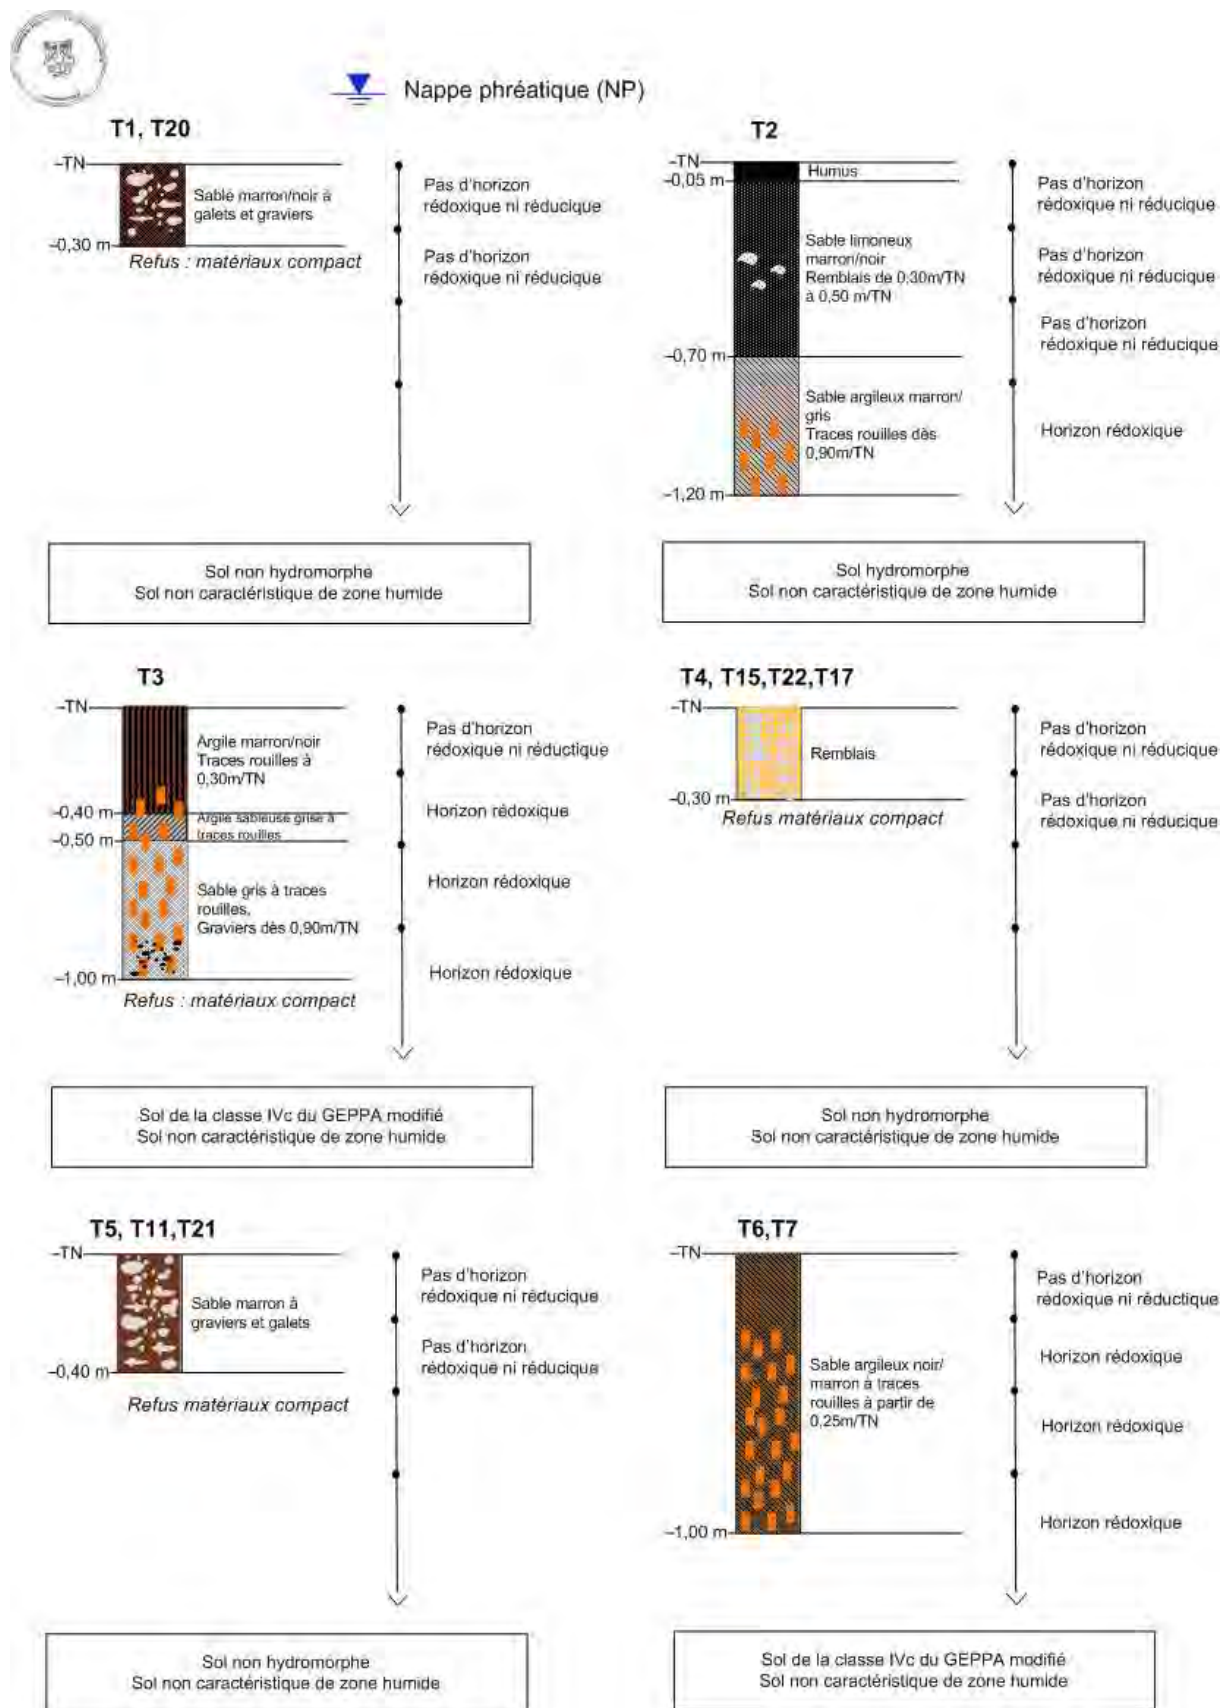 Nappe phréatique (NP)
T1, T20
–TN
Sable marron/noir à
galets et graviers
–0,30 m
Refus : matériaux compact
Pas d'horizon
rédoxique ni réducique
Pas d'horizon
rédoxique ni réducique
Sol non hydromorphe
Sol non caractéristique de zone humide
T2
–TN
Humus
–0,05 m
Sable limoneux
marron/noir
Remblais de 0,30m/TN
à 0,50 m/TN
–0,70 m
Sable argileux marron/
gris
Traces rouilles dès
0,90m/TN
–1,20 m
Pas d'horizon
rédoxique ni réducique
Pas d'horizon
rédoxique ni réducique
Pas d'horizon
rédoxique ni réducique
Horizon rédoxique
Sol hydromorphe
Sol non caractéristique de zone humide
T3
–TN
Argile marron/noir
Traces rouilles à
0,30m/TN
–0,40 m
Argile sableuse grise à
traces rouilles
–0,50 m
Sable gris à traces
rouilles.
Graviers dès 0,90m/TN
–1,00 m
Refus : matériaux compact
Pas d'horizon
rédoxique ni réductique
Horizon rédoxique
Horizon rédoxique
Horizon rédoxique
Sol de la classe IVc du GEPPA modifié
Sol non caractéristique de zone humide
T4, T15,T22,T17
–TN
Remblais
–0,30 m
Refus matériaux compact
Pas d'horizon
rédoxique ni réducique
Pas d'horizon
rédoxique ni réducique
Sol non hydromorphe
Sol non caractéristique de zone humide
T5, T11,T21
–TN
Sable marron à
graviers et galets
–0,40 m
Refus matériaux compact
Pas d'horizon
rédoxique ni réducique
Pas d'horizon
rédoxique ni réducique
Sol non hydromorphe
Sol non caractéristique de zone humide
T6,T7
–TN
Sable argileux noir/
marron à traces
rouilles à partir de
0,25m/TN
–1,00 m
Pas d'horizon
rédoxique ni réductique
Horizon rédoxique
Horizon rédoxique
Horizon rédoxique
Sol de la classe IVc du GEPPA modifié
Sol non caractéristique de zone humide